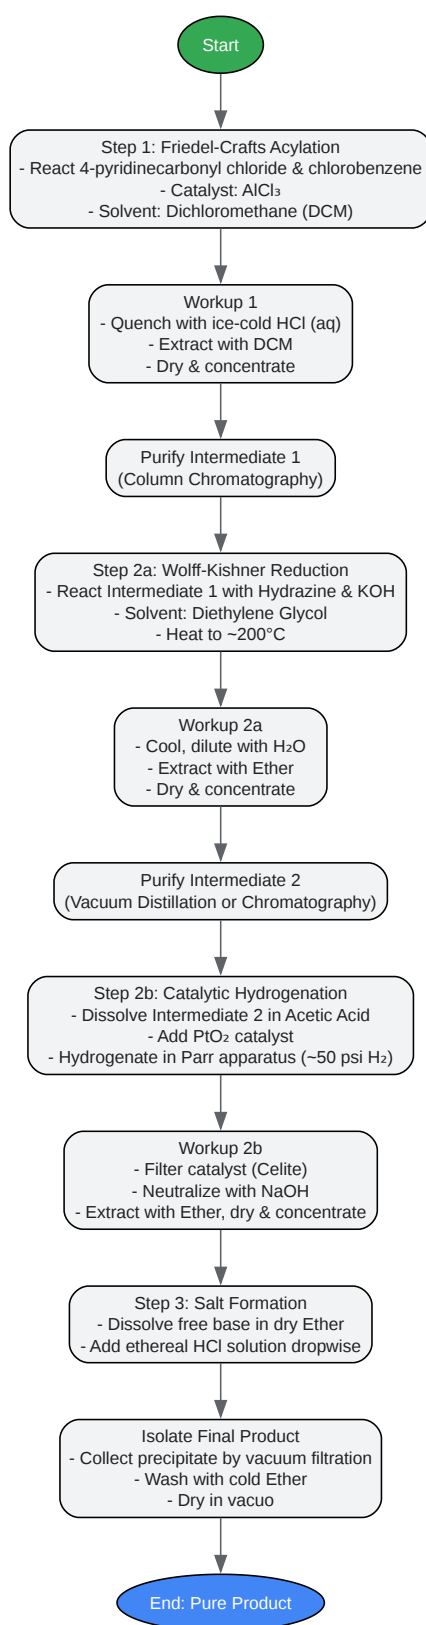 Start
Step 1: Friedel-Crafts Acylation
- React 4-pyridinecarbonyl chloride & chlorobenzene
- Catalyst: AlCl₃
- Solvent: Dichloromethane (DCM)
Workup 1
- Quench with ice-cold HCl (aq)
- Extract with DCM
- Dry & concentrate
Purify Intermediate 1
(Column Chromatography)
Step 2a: Wolff-Kishner Reduction
- React Intermediate 1 with Hydrazine & KOH
- Solvent: Diethylene Glycol
- Heat to ~200°C
Workup 2a
- Cool, dilute with H₂O
- Extract with Ether
- Dry & concentrate
Purify Intermediate 2
(Vacuum Distillation or Chromatography)
Step 2b: Catalytic Hydrogenation
- Dissolve Intermediate 2 in Acetic Acid
- Add PtO₂ catalyst
- Hydrogenate in Parr apparatus (~50 psi H₂)
Workup 2b
- Filter catalyst (Celite)
- Neutralize with NaOH
- Extract with Ether, dry & concentrate
Step 3: Salt Formation
- Dissolve free base in dry Ether
- Add ethereal HCl solution dropwise
Isolate Final Product
- Collect precipitate by vacuum filtration
- Wash with cold Ether
- Dry in vacuo
End: Pure Product